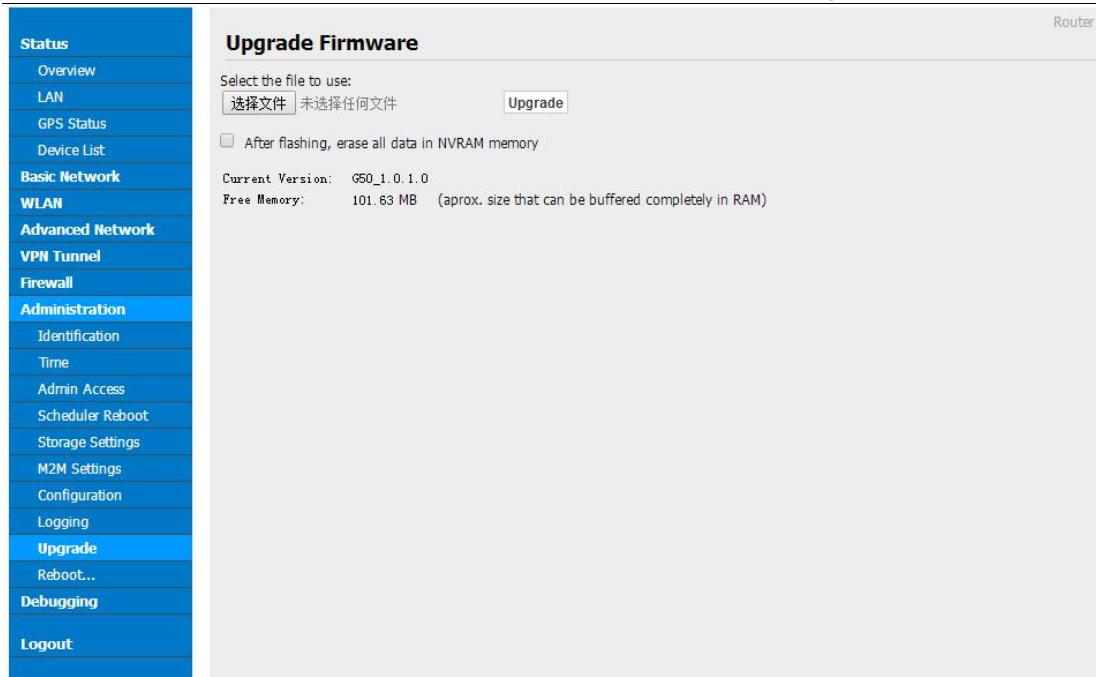 Router
Status
Overview
LAN
GPS Status
Device List
Basic Network
WLAN
Advanced Network
VPN Tunnel
Firewall
Administration
Identification
Time
Admin Access
Scheduler Reboot
Storage Settings
M2M Settings
Configuration
Logging
Upgrade
Reboot...
Debugging
Logout
Upgrade Firmware
Select the file to use:
选择文件 未选择任何文件 Upgrade
After flashing, erase all data in NVRAM memory
Current Version: G50_1.0.1.0
Free Memory: 101.63 MB (aprox. size that can be buffered completely in RAM)